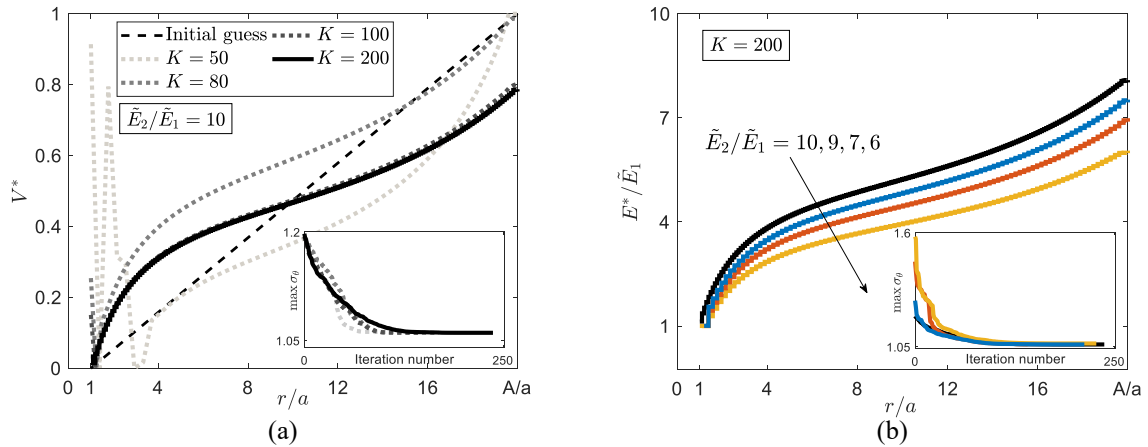 Initial guess
K = 50
K = 80
K = 100
K = 200
Ẽ₂/Ẽ₁ = 10
V*
1
0.8
0.6
0.4
0.2
0
0 1 4 8 12 16 A/a
r/a
max σ_θ
1.2
1.05
0 Iteration number 250
(a)
K = 200
Ẽ₂/Ẽ₁ = 10, 9, 7, 6
E*/Ẽ₁
10
7
4
1
0 1 4 8 12 16 A/a
r/a
max σ_θ
1.6
1.05
0 Iteration number 250
(b)